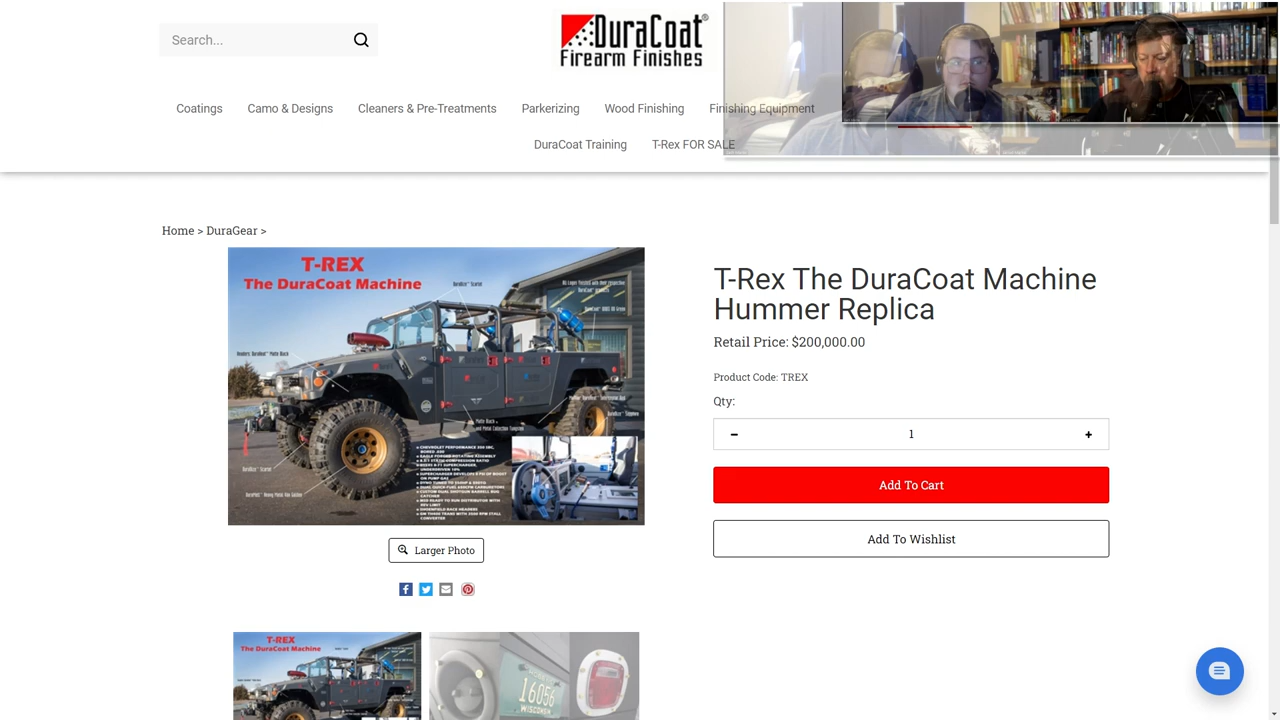 Search...
DuraCoat®
Firearm Finishes
Coatings
Camo & Designs
Cleaners & Pre-Treatments
Parkerizing
Wood Finishing
Finishing Equipment
DuraCoat Training
T-Rex FOR SALE
Home > DuraGear >
T-REX
The DuraCoat Machine
T-Rex The DuraCoat Machine
Hummer Replica
Retail Price: $200,000.00
Product Code: TREX
Qty:
1
Add To Cart
Add To Wishlist
Larger Photo
T-REX
The DuraCoat Machine
16056
WISCONSIN